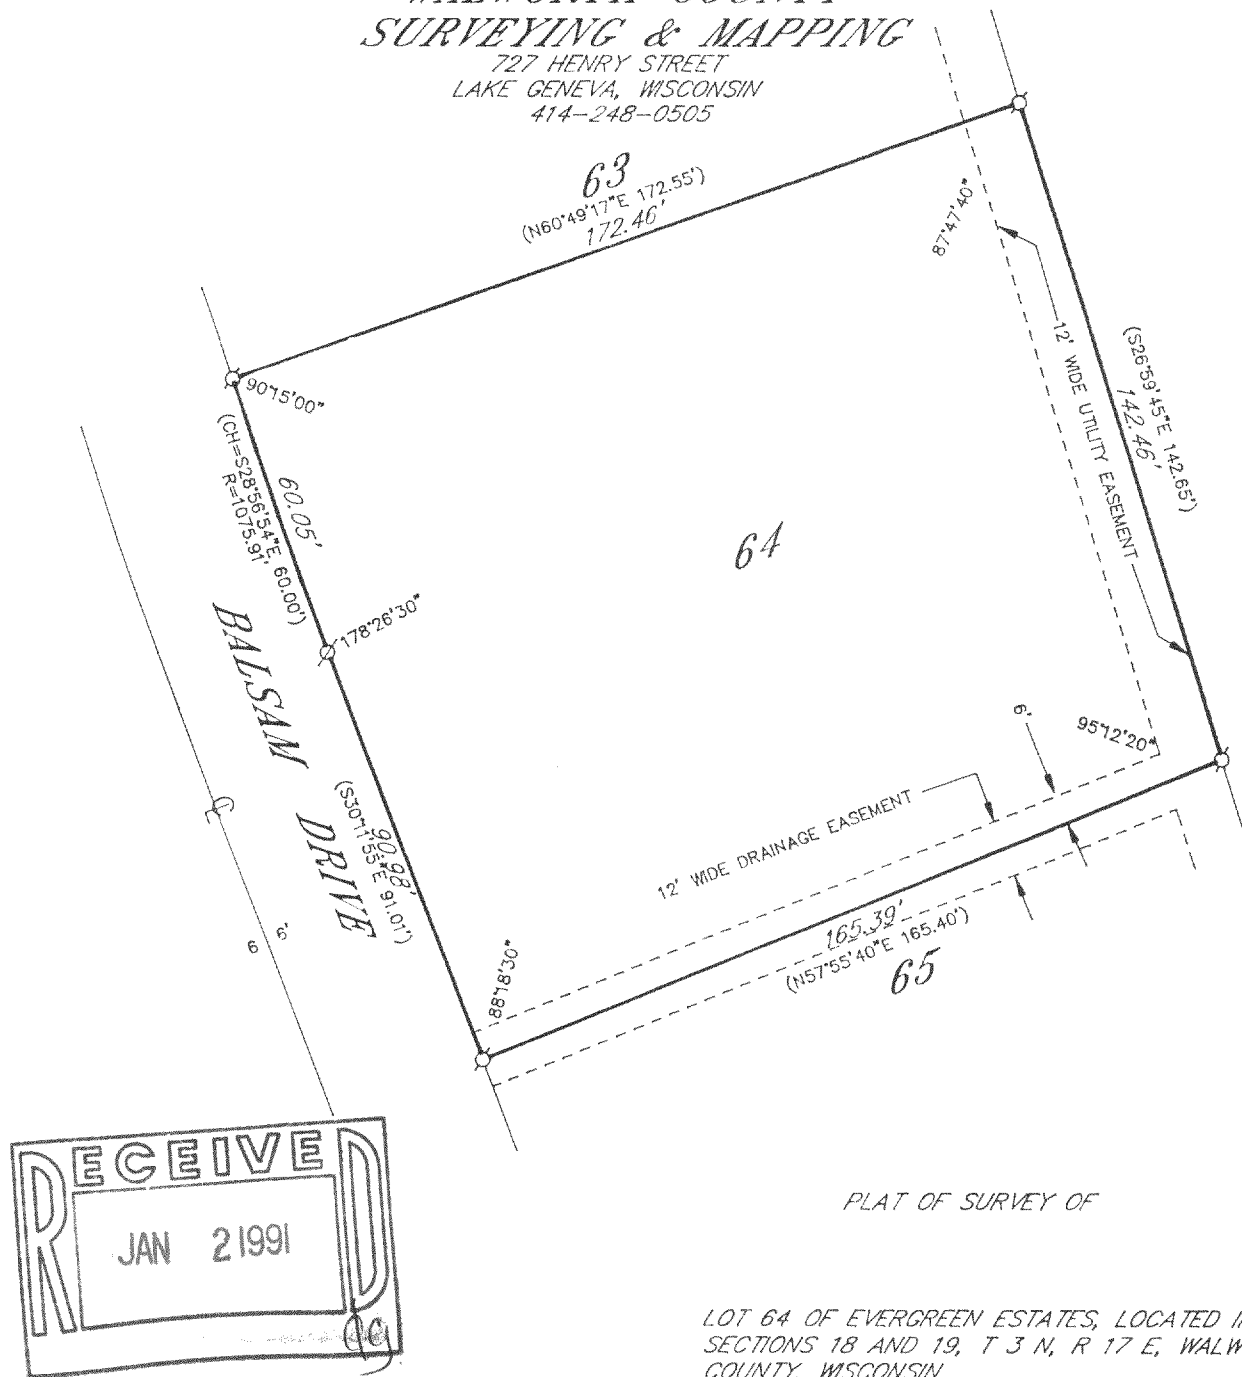 SURVEYING & MAPPING
727 HENRY STREET
LAKE GENEVA, WISCONSIN
414-248-0505
63
(N60°49'17"E 172.55')
172.46'
87°47'40"
12' WIDE UTILITY EASEMENT
(S26°59'45"E 142.65')
142.46'
90°15'00"
60.05'
(CH=S28°56'54"E, 60.00')
R=1075.91'
64
178°26'30"
BALSAM DRIVE
90.98'
(S30°11'55"E 91.01')
6'
95°12'20"
12' WIDE DRAINAGE EASEMENT
6 6'
88°18'30"
165.39'
(N57°55'40"E 165.40')
65
RECEIVED
JAN 2 1991
PLAT OF SURVEY OF
LOT 64 OF EVERGREEN ESTATES, LOCATED I
SECTIONS 18 AND 19, T 3 N, R 17 E, WALW
COUNTY, WISCONSIN